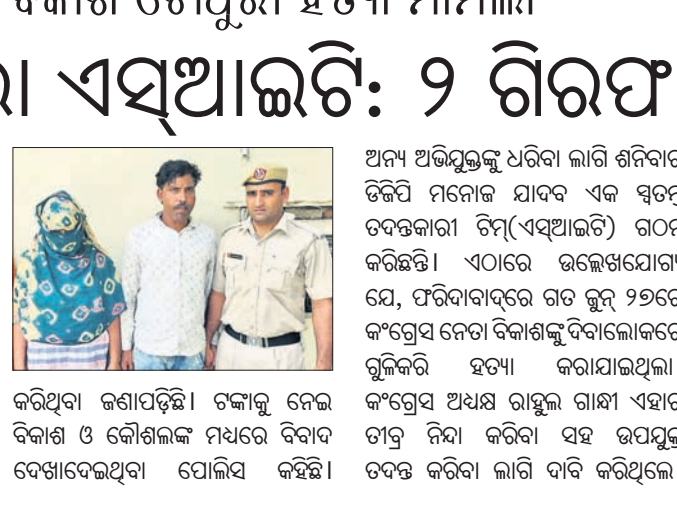 ବିକାଶ ଚୌଧୁରୀ ହତ୍ୟା ମାମଲା
ଏସ୍ଆଇଟି: ୨ ଗିରଫ
କରିଥିବା ଜଣାପଡ଼ିଛି। ଟଙ୍କାକୁ ନେଇ
ବିକାଶ ଓ କୌଶଲଙ୍କ ମଧ୍ୟରେ ବିବାଦ
ଦେଖାଦେଇଥିବା ପୋଲିସ କହିଛି।
ଅନ୍ୟ ଅଭିଯୁକ୍ତଙ୍କୁ ଧରିବା ଲାଗି ଶନିବାର
ଡିଜିପି ମନୋଜ ଯାଦବ ଏକ
ତଦନ୍ତକାରୀ ଟିମ୍(ଏସ୍ଆଇଟି)
କରିଛନ୍ତି। ଏଠାରେ ଉଲ୍ଲେଖଯୋଗ୍ୟ
ଯେ, ଫରିଦାବାଦ୍‌ରେ ଗତ ଜୁନ୍ ୨୭ରେ
କଂଗ୍ରେସ ନେତା ବିକାଶଙ୍କୁ ଦିବାଲୋକରେ
ଗୁଳିକରି ହତ୍ୟା କରାଯାଇଥିଲା
କଂଗ୍ରେସ ଅଧ୍ୟକ୍ଷ ରାହୁଲ ଗାନ୍ଧୀ ଏହାର
ତୀବ୍ର ନିନ୍ଦା କରିବା ସହ ଉପଯୁକ୍ତ
ତଦନ୍ତ କରିବା ଲାଗି ଦାବି କରିଥିଲେ